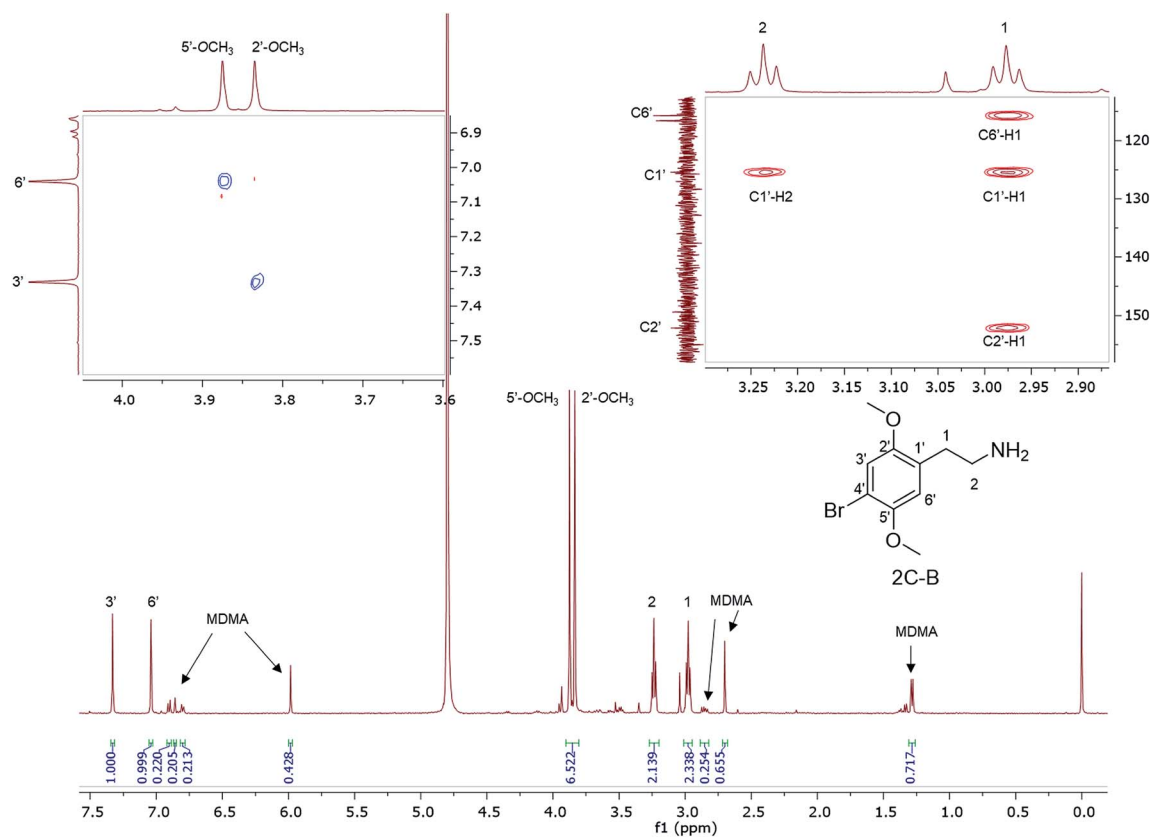 5'-OCH3 2'-OCH3
6'
3'
6.9
7.0
7.1
7.2
7.3
7.4
7.5
4.0 3.9 3.8 3.7 3.6
2 1
C6'
C1'
C2'
C6'-H1
C1'-H2 C1'-H1
C2'-H1
120
130
140
150
3.25 3.20 3.15 3.10 3.05 3.00 2.95 2.90
5'-OCH3 2'-OCH3
O
2' 1' 1 NH2
3' 2
4' 6'
Br 5'
O
2C-B
3' 6' MDMA 2 1 MDMA MDMA
1.000 0.999 0.220 0.205 0.213 0.428 6.522 2.139 2.338 0.254 0.655 0.717
7.5 7.0 6.5 6.0 5.5 5.0 4.5 4.0 3.5 3.0 2.5 2.0 1.5 1.0 0.5 0.0
f1 (ppm)